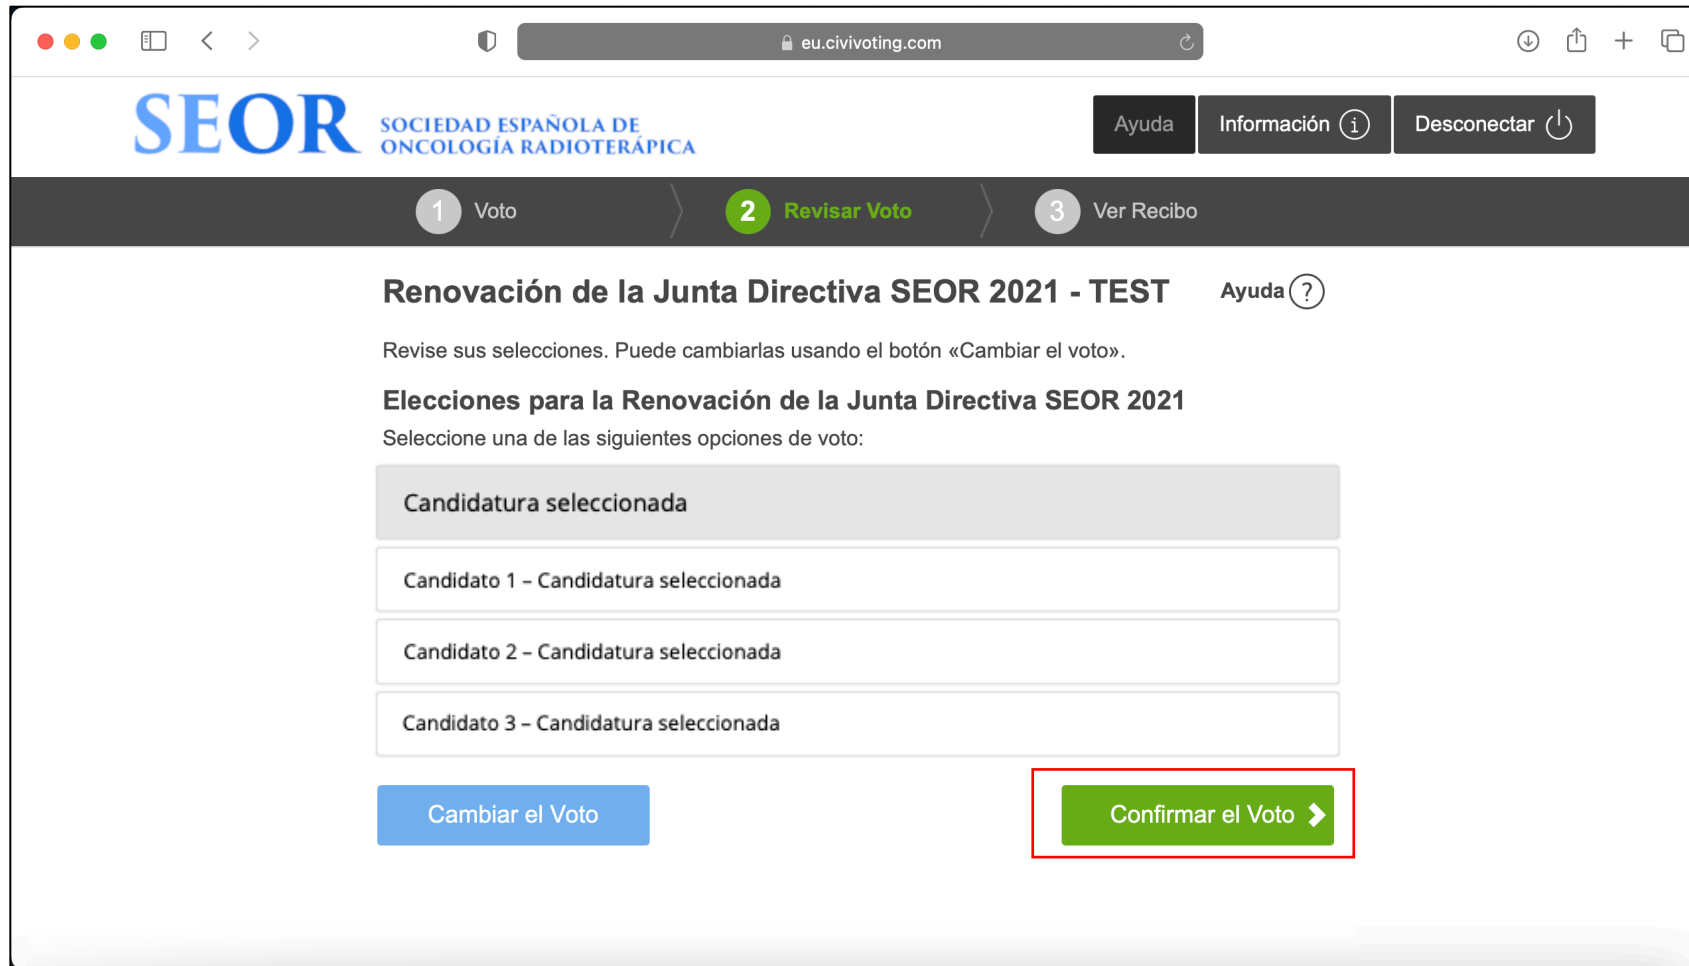 eu.civivoting.com
SEOR SOCIEDAD ESPAÑOLA DE
ONCOLOGÍA RADIOTERÁPICA
Ayuda
Información i
Desconectar
1 Voto
2 Revisar Voto
3 Ver Recibo
Renovación de la Junta Directiva SEOR 2021 - TEST
Ayuda ?
Revise sus selecciones. Puede cambiarlas usando el botón «Cambiar el voto».
Elecciones para la Renovación de la Junta Directiva SEOR 2021
Seleccione una de las siguientes opciones de voto:
Candidatura seleccionada
Candidato 1 – Candidatura seleccionada
Candidato 2 – Candidatura seleccionada
Candidato 3 – Candidatura seleccionada
Cambiar el Voto
Confirmar el Voto